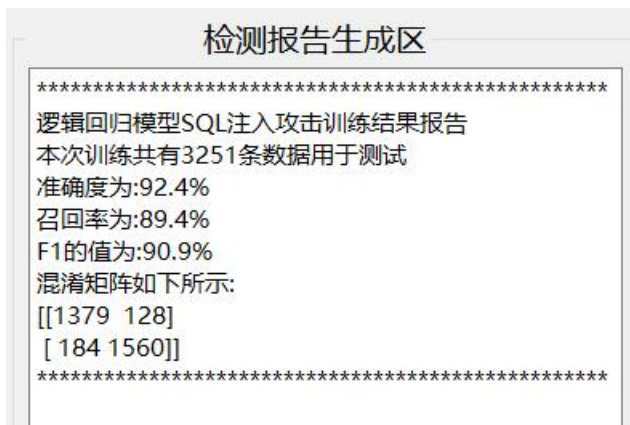 检测报告生成区
***************************************************
逻辑回归模型SQL注入攻击训练结果报告
本次训练共有3251条数据用于测试
准确度为:92.4%
召回率为:89.4%
F1的值为:90.9%
混淆矩阵如下所示:
[[1379 128]
[ 184 1560]]
***************************************************